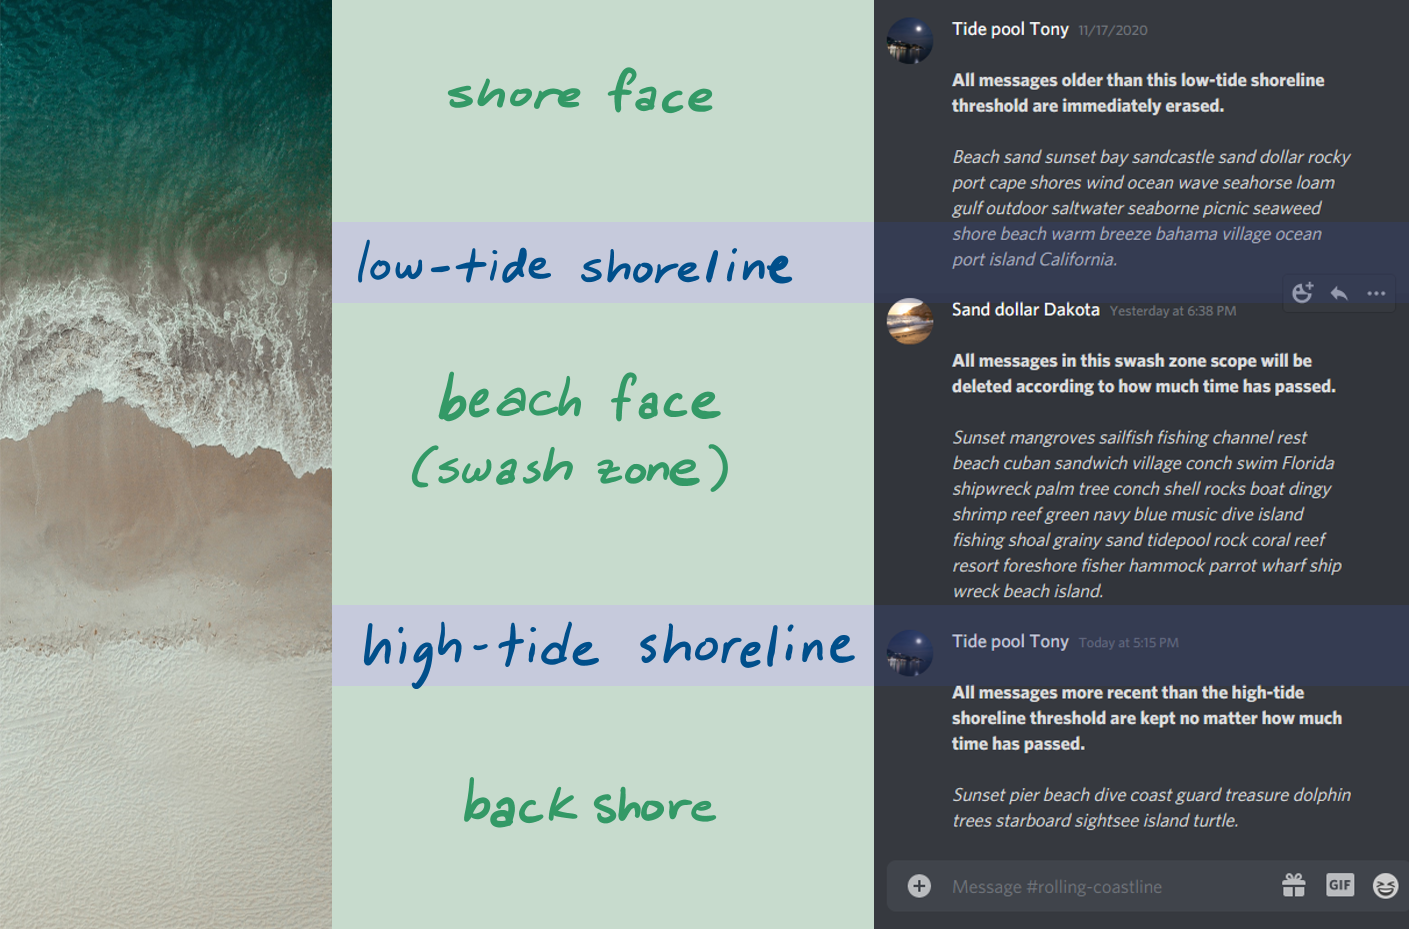 shore face
low-tide shoreline
beach face
(swash zone)
high-tide shoreline
back shore
Tide pool Tony 11/17/2020
All messages older than this low-tide shoreline
threshold are immediately erased.
Beach sand sunset bay sandcastle sand dollar rocky
port cape shores wind ocean wave seahorse loam
gulf outdoor saltwater seaborne picnic seaweed
shore beach warm breeze bahama village ocean
port island California.
Sand dollar Dakota Yesterday at 6:38 PM
All messages in this swash zone scope will be
deleted according to how much time has passed.
Sunset mangroves sailfish fishing channel rest
beach cuban sandwich village conch swim Florida
shipwreck palm tree conch shell rocks boat dingy
shrimp reef green navy blue music dive island
fishing shoal grainy sand tidepool rock coral reef
resort foreshore fisher hammock parrot wharf ship
wreck beach island.
Tide pool Tony Today at 5:15 PM
All messages more recent than the high-tide
shoreline threshold are kept no matter how much
time has passed.
Sunset pier beach dive coast guard treasure dolphin
trees starboard sightsee island turtle.
Message #rolling-coastline
GIF